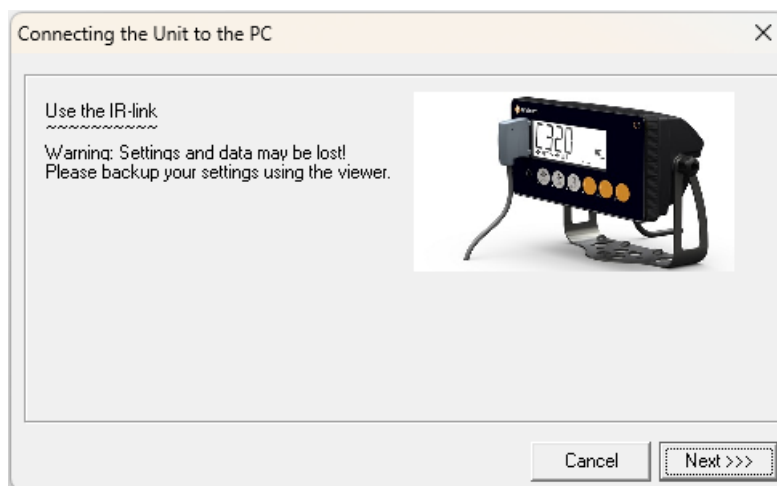 Connecting the Unit to the PC
Use the IR-link
~~~~~~~~~~
Warning: Settings and data may be lost!
Please backup your settings using the viewer.
C320
Cancel
Next >>>